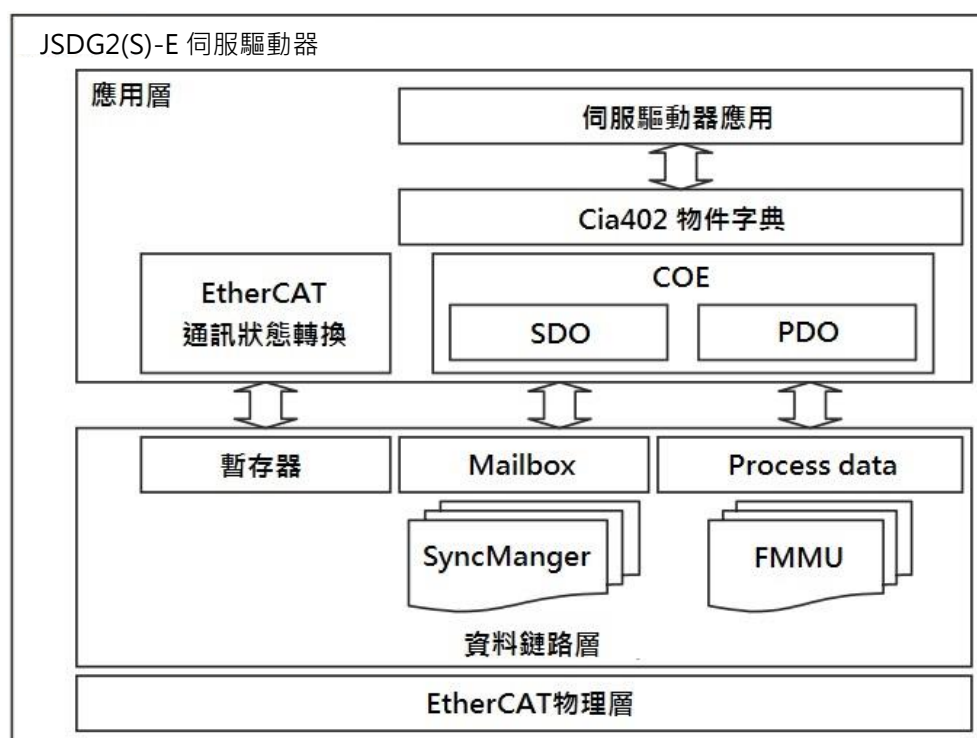 JSDG2(S)-E 伺服驅動器
應用層
伺服驅動器應用
Cia402 物件字典
EtherCAT
通訊狀態轉換
COE
SDO
PDO
暫存器
Mailbox
Process data
SyncManger
FMMU
資料鏈路層
EtherCAT物理層